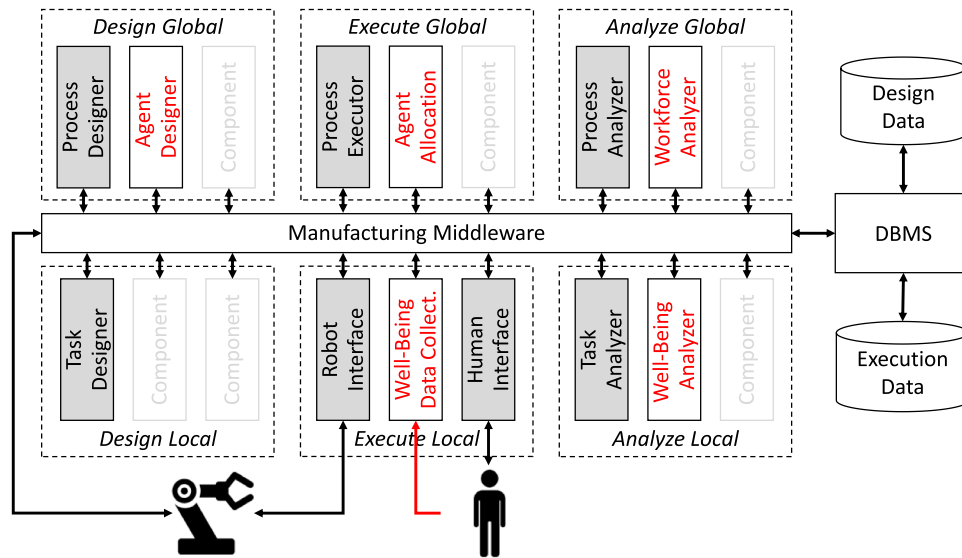 Design Global
Execute Global
Analyze Global
Process
Designer
Agent
Designer
Component
Process
Executor
Agent
Allocation
Component
Process
Analyzer
Workforce
Analyzer
Component
Design
Data
Manufacturing Middleware
DBMS
Task
Designer
Component
Component
Robot
Interface
Well-Being
Data Collect.
Human
Interface
Task
Analyzer
Well-Being
Analyzer
Component
Execution
Data
Design Local
Execute Local
Analyze Local